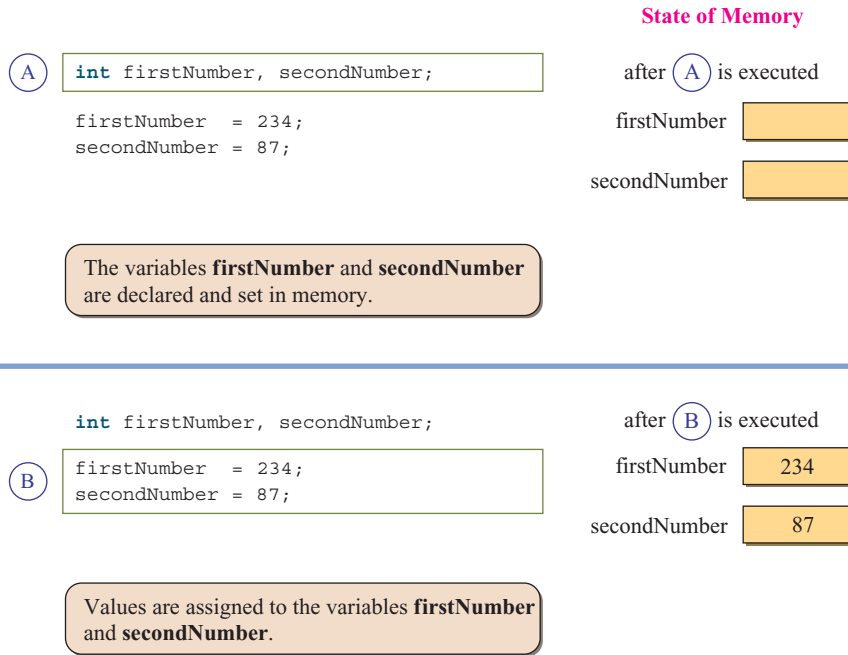 State of Memory
A
int firstNumber, secondNumber;
after A is executed
firstNumber = 234;
secondNumber = 87;
firstNumber
secondNumber
The variables firstNumber and secondNumber
are declared and set in memory.
int firstNumber, secondNumber;
after B is executed
B
firstNumber = 234;
secondNumber = 87;
firstNumber 234
secondNumber 87
Values are assigned to the variables firstNumber
and secondNumber.